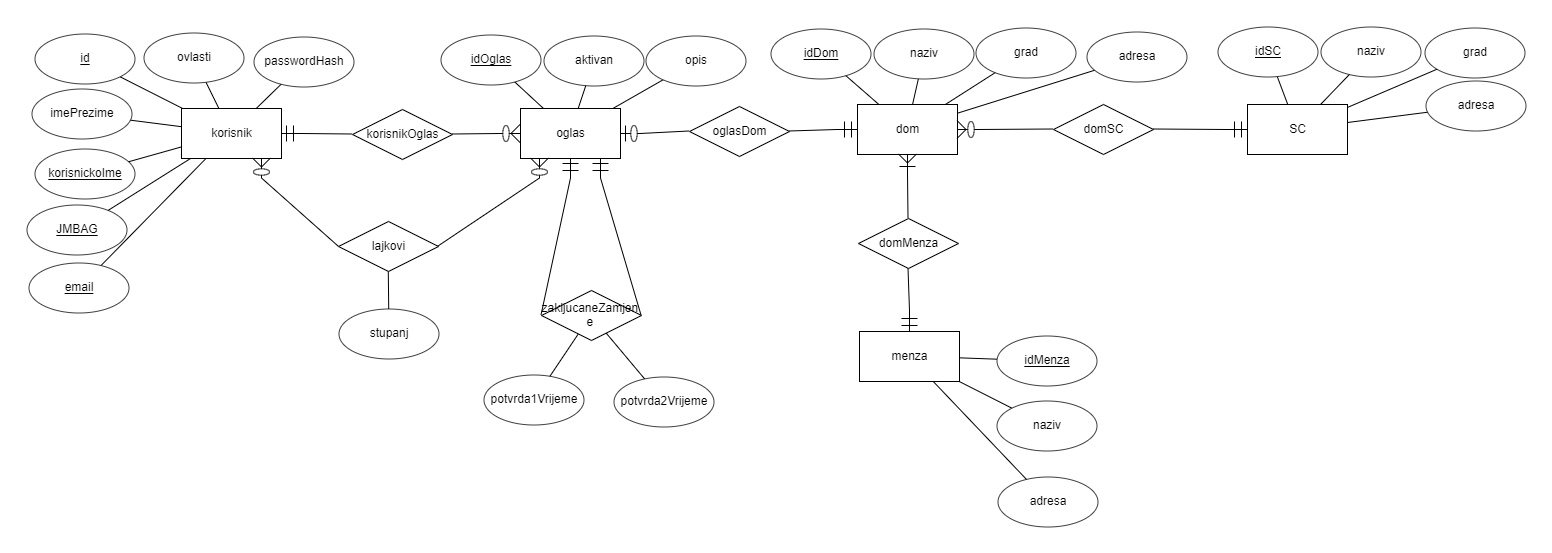 id
ovlasti
passwordHash
imePrezime
korisnik
korisnickoIme
JMBAG
email
korisnikOglas
idOglas
aktivan
opis
oglas
lajkovi
stupanj
zakljucaneZamjen
e
potvrda1Vrijeme
potvrda2Vrijeme
oglasDom
idDom
naziv
grad
adresa
dom
domSC
idSC
naziv
grad
adresa
SC
domMenza
menza
idMenza
naziv
adresa